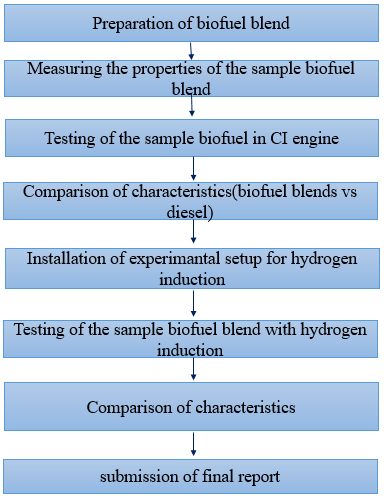 Preparation of biofuel blend
Measuring the properties of the sample biofuel
blend
Testing of the sample biofuel in CI engine
Comparison of characteristics(biofuel blends vs
diesel)
Installation of experimantal setup for hydrogen
induction
Testing of the sample biofuel blend with hydrogen
induction
Comparison of characteristics
submission of final report